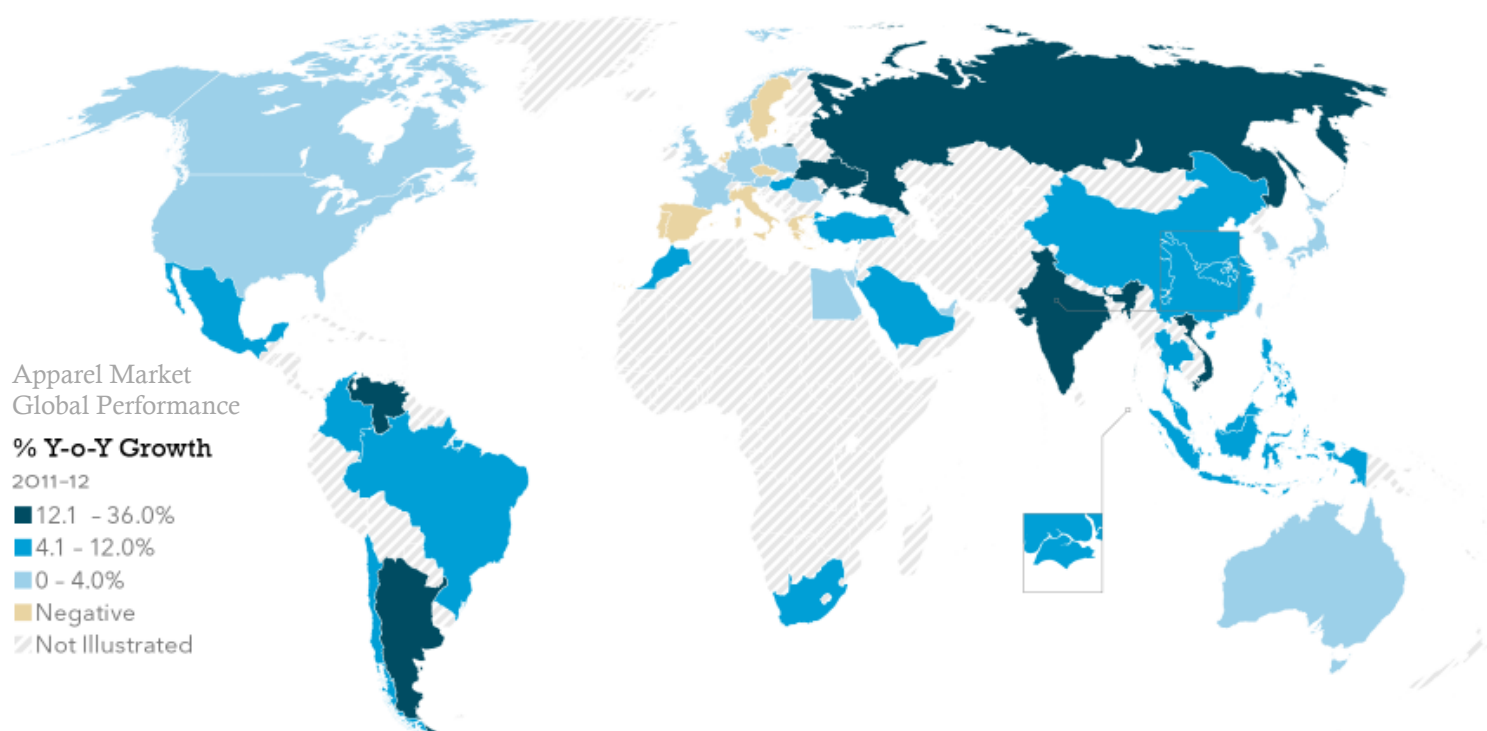 Apparel Market
Global Performance
% Y-o-Y Growth
2011-12
12.1 - 36.0%
4.1 - 12.0%
0 - 4.0%
Negative
Not Illustrated